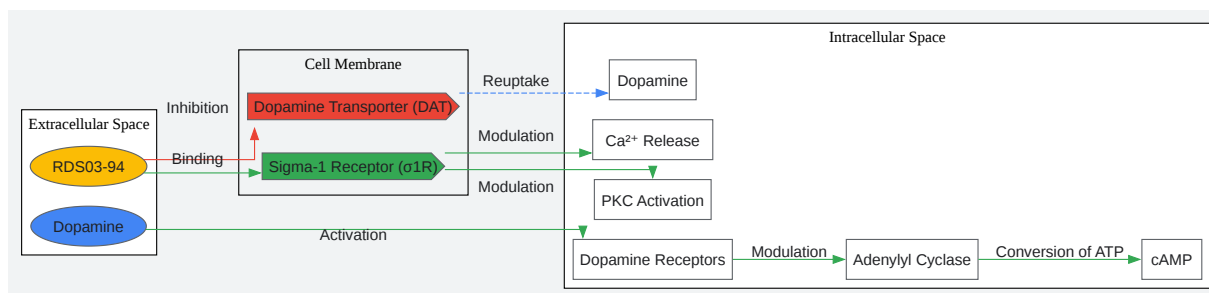 Intracellular Space
Cell Membrane
Reuptake
Dopamine
Inhibition
Dopamine Transporter (DAT)
Extracellular Space
Modulation
Ca²⁺ Release
RDS03-94
Binding
Sigma-1 Receptor (σ1R)
Modulation
PKC Activation
Dopamine
Activation
Dopamine Receptors
Modulation
Adenylyl Cyclase
Conversion of ATP
cAMP